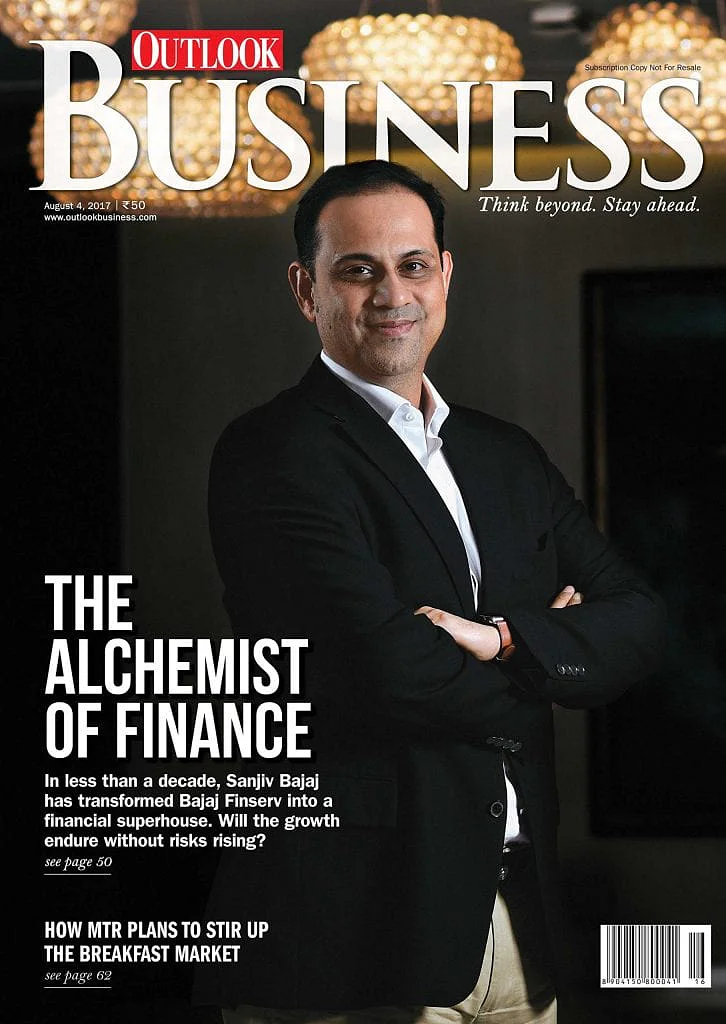 OUTLOOK
BUSINESS
Subscription Copy Not For Resale
August 4, 2017 | ₹50
www.outlookbusiness.com
Think beyond. Stay ahead.
THE
ALCHEMIST
OF FINANCE
In less than a decade, Sanjiv Bajaj
has transformed Bajaj Finserv into a
financial superhouse. Will the growth
endure without risks rising?
see page 50
HOW MTR PLANS TO STIR UP
THE BREAKFAST MARKET
see page 62
8 904150 800041
16